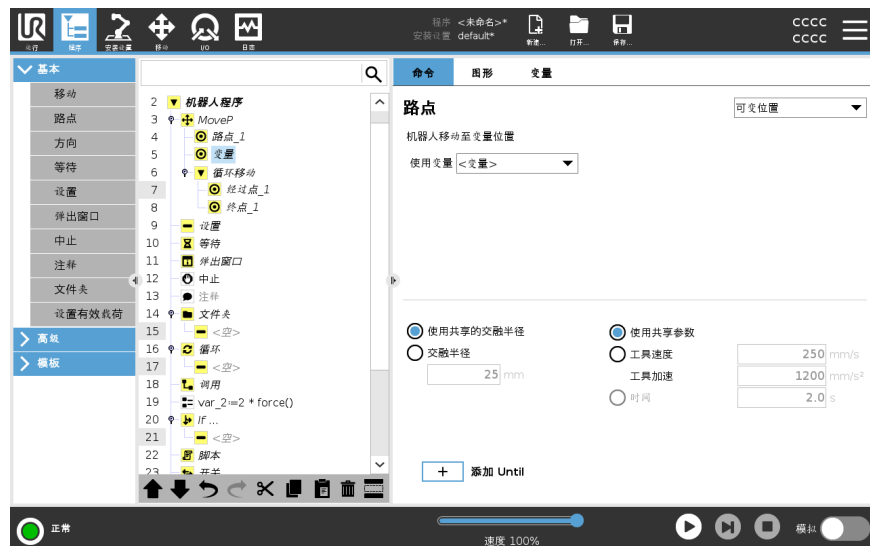 UR
运行
程序
安装设置
移动
I/O
日志
程序 <未命名>*
安装设置 default*
新建...
打开...
保存...
CCCC
CCCC
基本
移动
路点
方向
等待
设置
弹出窗口
中止
注释
文件夹
设置有效载荷
高级
模板
2 机器人程序
3 MoveP
4 路点_1
5 变量
6 循环移动
7 经过点_1
8 终点_1
9 设置
10 等待
11 弹出窗口
12 中止
13 注释
14 文件夹
15 <空>
16 循环
17 <空>
18 调用
19 var_2:=2 * force()
20 If ...
21 <空>
22 脚本
23 开关
命令 图形 变量
路点
可变位置
机器人移动至变量位置
使用变量 <变量>
使用共享的交融半径
交融半径
25 mm
使用共享参数
工具速度 250 mm/s
工具加速 1200 mm/s²
时间 2.0 s
+ 添加 Until
正常
速度 100%
模拟